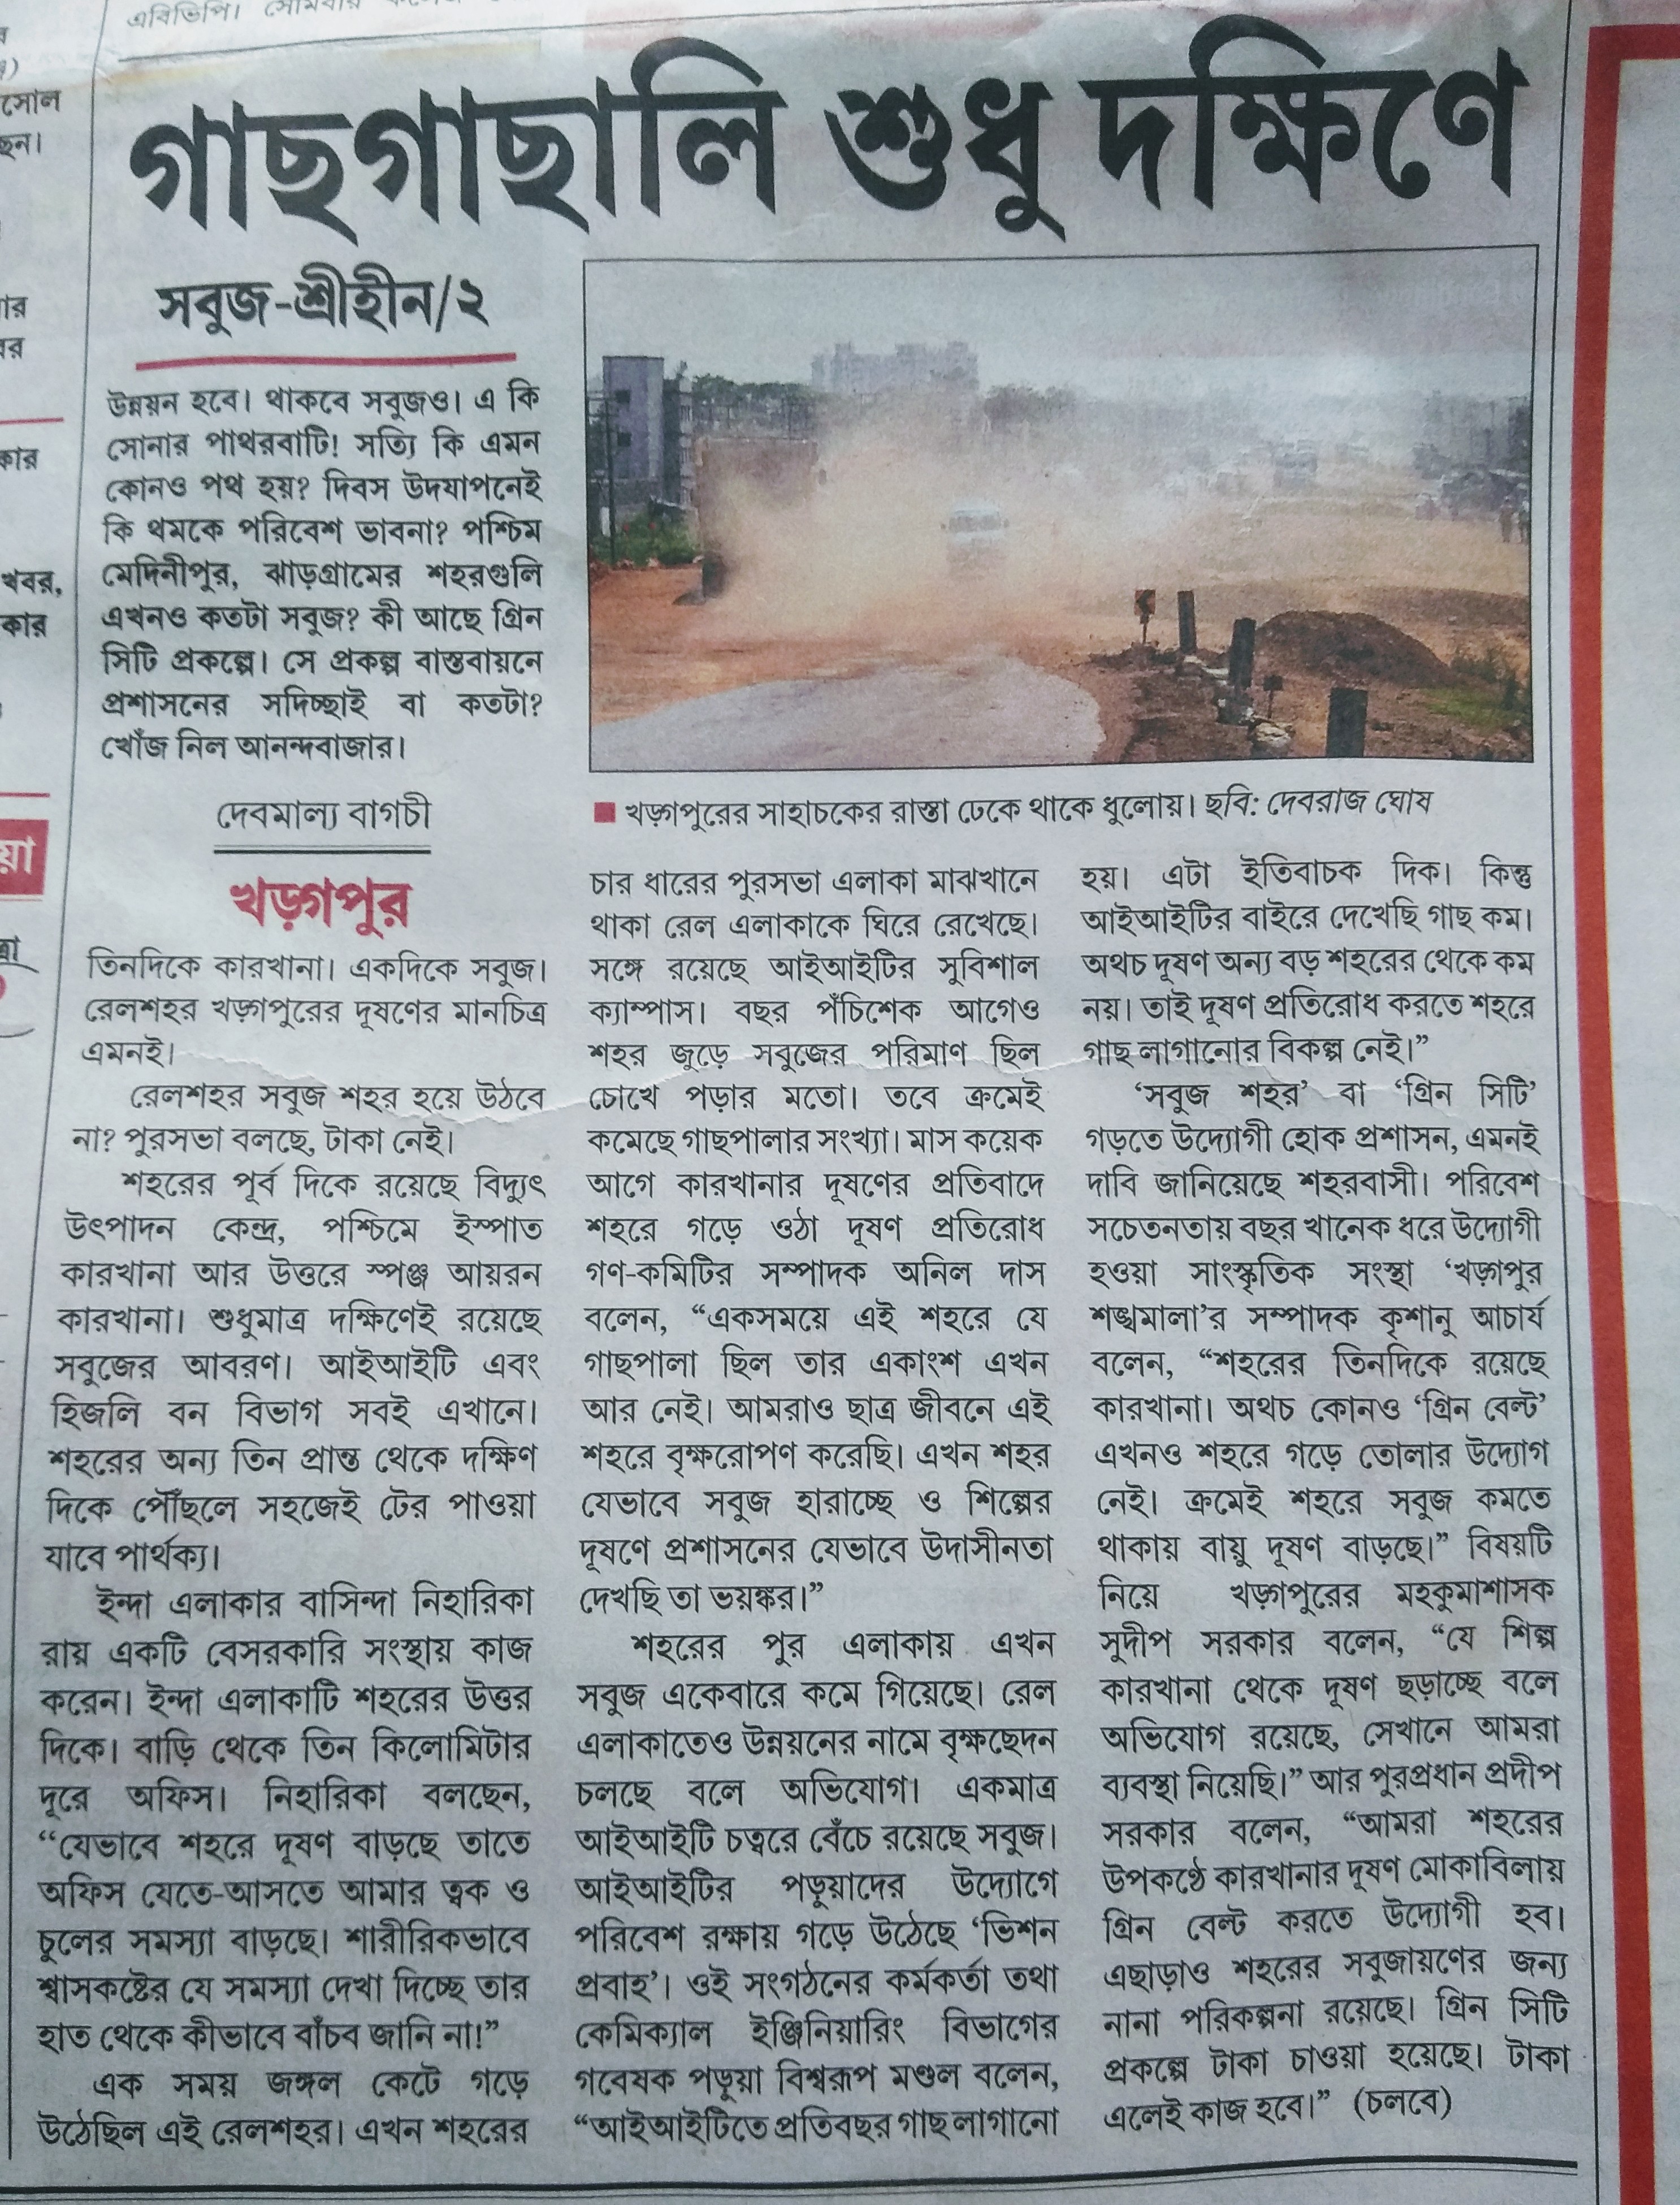 এবিভিপি। সোমবার
সোল
ছেন।
কার
খবর,
কার
য়া
গাছগাছালি শুধু দক্ষিণে
সবুজ-শ্রীহীন/২
উন্নয়ন হবে। থাকবে সবুজও। এ কি
সোনার পাথরবাটি! সত্যি কি এমন
কোনও পথ হয়? দিবস উদযাপনেই
কি থমকে পরিবেশ ভাবনা? পশ্চিম
মেদিনীপুর, ঝাড়গ্রামের শহরগুলি
এখনও কতটা সবুজ? কী আছে গ্রিন
সিটি প্রকল্পে। সে প্রকল্প বাস্তবায়নে
প্রশাসনের সদিচ্ছাই বা কতটা?
খোঁজ নিল আনন্দবাজার।
■ খড়্গপুরের সাহাচকের রাস্তা ঢেকে থাকে ধুলোয়। ছবি: দেবরাজ ঘোষ
দেবমাল্য বাগচী
খড়্গপুর
তিনদিকে কারখানা। একদিকে সবুজ।
রেলশহর খড়্গপুরের দূষণের মানচিত্র
এমনই।
রেলশহর সবুজ শহর হয়ে উঠবে
না? পুরসভা বলছে, টাকা নেই।
শহরের পূর্ব দিকে রয়েছে বিদ্যুৎ
উৎপাদন কেন্দ্র, পশ্চিমে ইস্পাত
কারখানা আর উত্তরে স্পঞ্জ আয়রন
কারখানা। শুধুমাত্র দক্ষিণেই রয়েছে
সবুজের আবরণ। আইআইটি এবং
হিজলি বন বিভাগ সবই এখানে।
শহরের অন্য তিন প্রান্ত থেকে দক্ষিণ
দিকে পৌঁছলে সহজেই টের পাওয়া
যাবে পার্থক্য।
ইন্দা এলাকার বাসিন্দা নিহারিকা
রায় একটি বেসরকারি সংস্থায় কাজ
করেন। ইন্দা এলাকাটি শহরের উত্তর
দিকে। বাড়ি থেকে তিন কিলোমিটার
দূরে অফিস। নিহারিকা বলছেন,
“যেভাবে শহরে দূষণ বাড়ছে তাতে
অফিস যেতে-আসতে আমার ত্বক ও
চুলের সমস্যা বাড়ছে। শারীরিকভাবে
শ্বাসকষ্টের যে সমস্যা দেখা দিচ্ছে তার
হাত থেকে কীভাবে বাঁচব জানি না!”
এক সময় জঙ্গল কেটে গড়ে
উঠেছিল এই রেলশহর। এখন শহরের
চার ধারের পুরসভা এলাকা মাঝখানে
থাকা রেল এলাকাকে ঘিরে রেখেছে।
সঙ্গে রয়েছে আইআইটির সুবিশাল
ক্যাম্পাস। বছর পঁচিশেক আগেও
শহর জুড়ে সবুজের পরিমাণ ছিল
চোখে পড়ার মতো। তবে ক্রমেই
কমেছে গাছপালার সংখ্যা। মাস কয়েক
আগে কারখানার দূষণের প্রতিবাদে
শহরে গড়ে ওঠা দূষণ প্রতিরোধ
গণ-কমিটির সম্পাদক অনিল দাস
বলেন, “একসময়ে এই শহরে যে
গাছপালা ছিল তার একাংশ এখন
আর নেই। আমরাও ছাত্র জীবনে এই
শহরে বৃক্ষরোপণ করেছি। এখন শহর
যেভাবে সবুজ হারাচ্ছে ও শিল্পের
দূষণে প্রশাসনের যেভাবে উদাসীনতা
দেখছি তা ভয়ঙ্কর।”
শহরের পুর এলাকায় এখন
সবুজ একেবারে কমে গিয়েছে। রেল
এলাকাতেও উন্নয়নের নামে বৃক্ষছেদন
চলছে বলে অভিযোগ। একমাত্র
আইআইটি চত্বরে বেঁচে রয়েছে সবুজ।
আইআইটির পড়ুয়াদের উদ্যোগে
পরিবেশ রক্ষায় গড়ে উঠেছে ‘ভিশন
প্রবাহ’। ওই সংগঠনের কর্মকর্তা তথা
কেমিক্যাল ইঞ্জিনিয়ারিং বিভাগের
গবেষক পড়ুয়া বিশ্বরূপ মণ্ডল বলেন,
“আইআইটিতে প্রতিবছর গাছ লাগানো
হয়। এটা ইতিবাচক দিক। কিন্তু
আইআইটির বাইরে দেখেছি গাছ কম।
অথচ দূষণ অন্য বড় শহরের থেকে কম
নয়। তাই দূষণ প্রতিরোধ করতে শহরে
গাছ লাগানোর বিকল্প নেই।”
‘সবুজ শহর’ বা ‘গ্রিন সিটি’
গড়তে উদ্যোগী হোক প্রশাসন, এমনই
দাবি জানিয়েছে শহরবাসী। পরিবেশ
সচেতনতায় বছর খানেক ধরে উদ্যোগী
হওয়া সাংস্কৃতিক সংস্থা ‘খড়্গপুর
শঙ্খমালা’র সম্পাদক কৃশানু আচার্য
বলেন, “শহরের তিনদিকে রয়েছে
কারখানা। অথচ কোনও ‘গ্রিন বেল্ট’
এখনও শহরে গড়ে তোলার উদ্যোগ
নেই। ক্রমেই শহরে সবুজ কমতে
থাকায় বায়ু দূষণ বাড়ছে।” বিষয়টি
নিয়ে খড়্গপুরের মহকুমাশাসক
সুদীপ সরকার বলেন, “যে শিল্প
কারখানা থেকে দূষণ ছড়াচ্ছে বলে
অভিযোগ রয়েছে, সেখানে আমরা
ব্যবস্থা নিয়েছি।” আর পুরপ্রধান প্রদীপ
সরকার বলেন, “আমরা শহরের
উপকণ্ঠে কারখানার দূষণ মোকাবিলায়
গ্রিন বেল্ট করতে উদ্যোগী হব।
এছাড়াও শহরের সবুজায়ণের জন্য
নানা পরিকল্পনা রয়েছে। গ্রিন সিটি
প্রকল্পে টাকা চাওয়া হয়েছে। টাকা
এলেই কাজ হবে।” (চলবে)